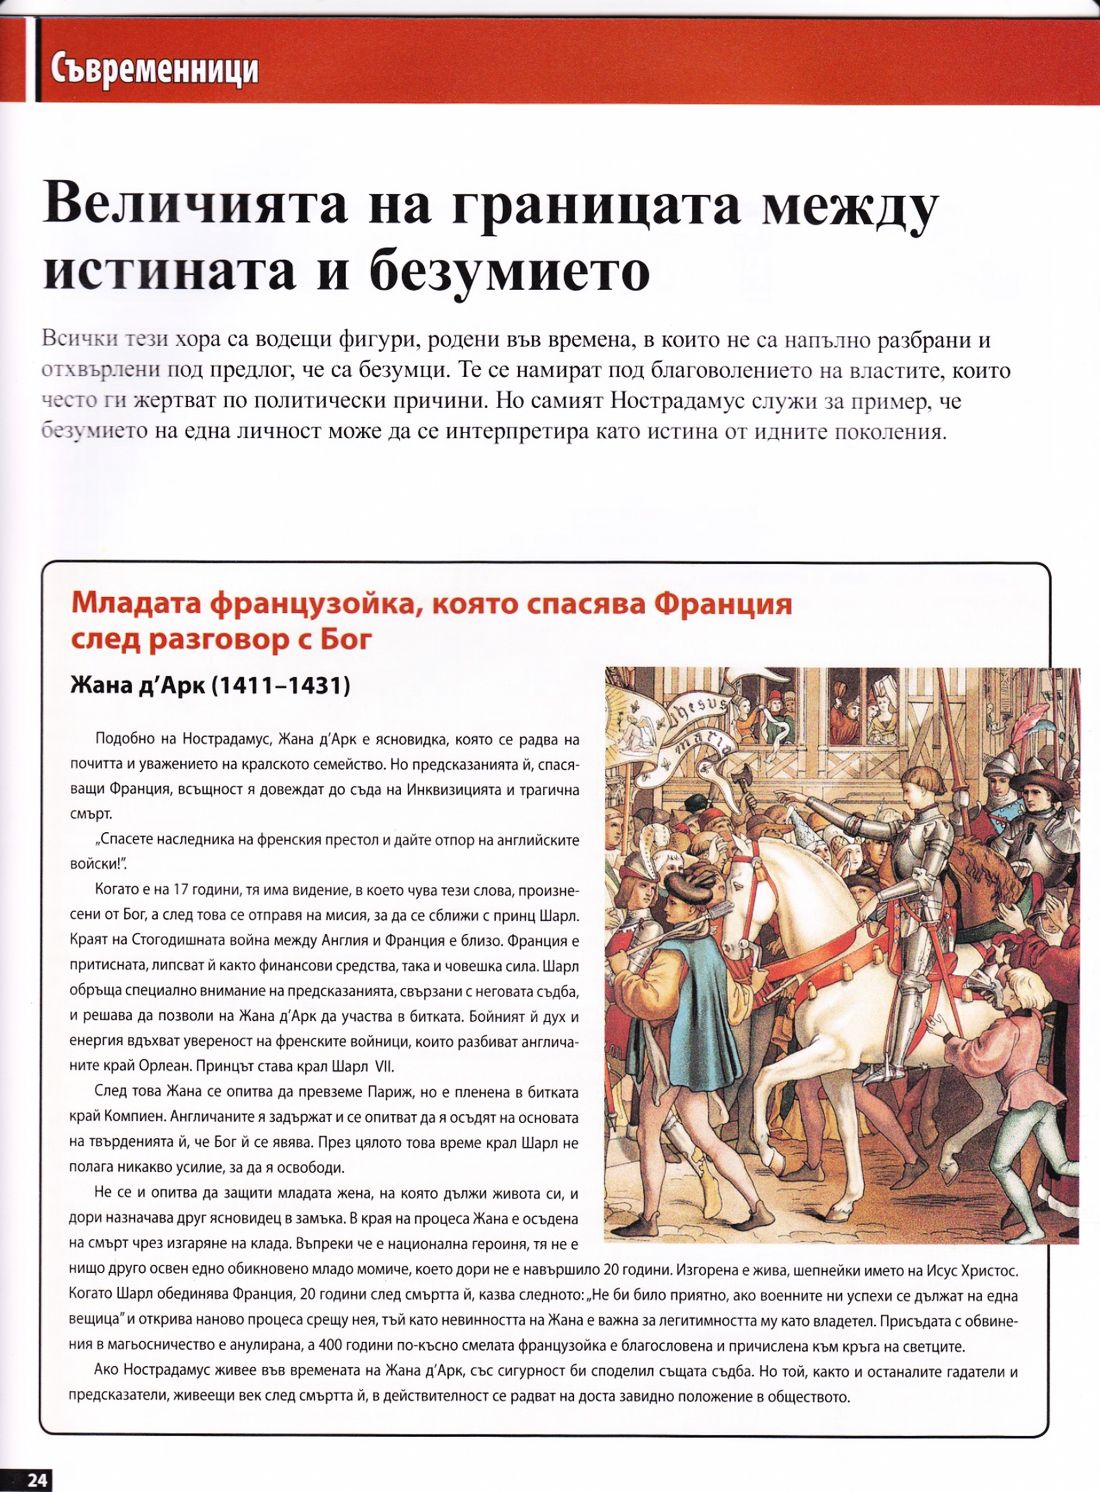 Съвременници
Величията на границата между
истината и безумието
Всички тези хора са водещи фигури, родени във времена, в които не са напълно разбрани и
отхвърлени под предлог, че са безумци. Те се намират под благоволението на властите, които
често ги жертват по политически причини. Но самият Нострадамус служи за пример, че
безумието на една личност може да се интерпретира като истина от идните поколения.
Младата французойка, която спасява Франция
след разговор с Бог
Жана д’Арк (1411–1431)
Подобно на Нострадамус, Жана д’Арк е ясновидка, която се радва на
почитта и уважението на кралското семейство. Но предсказанията ѝ, спася-
ващи Франция, всъщност я довеждат до съда на Инквизицията и трагична
смърт.
„Спасете наследника на френския престол и дайте отпор на английските
войски!”.
Когато е на 17 години, тя има видение, в което чува тези слова, произне-
сени от Бог, а след това се отправя на мисия, за да се сближи с принц Шарл.
Краят на Стогодишната война между Англия и Франция е близо. Франция е
притисната, липсват ѝ както финансови средства, така и човешка сила. Шарл
обръща специално внимание на предсказанията, свързани с неговата съдба,
и решава да позволи на Жана д’Арк да участва в битката. Бойният ѝ дух и
енергия вдъхват увереност на френските войници, които разбиват англича-
ните край Орлеан. Принцът става крал Шарл VII.
След това Жана се опитва да превземе Париж, но е пленена в битката
край Компиен. Англичаните я задържат и се опитват да я осъдят на основата
на твърденията ѝ, че Бог ѝ се явява. През цялото това време крал Шарл не
полага никакво усилие, за да я освободи.
Не се и опитва да защити младата жена, на която дължи живота си, и
дори назначава друг ясновидец в замъка. В края на процеса Жана е осъдена
на смърт чрез изгаряне на клада. Въпреки че е национална героиня, тя не е
нищо друго освен едно обикновено младо момиче, което дори не е навършило 20 години. Изгорена е жива, шепнейки името на Исус Христос.
Когато Шарл обединява Франция, 20 години след смъртта ѝ, казва следното: „Не би било приятно, ако военните ни успехи се дължат на една
вещица” и открива наново процеса срещу нея, тъй като невинността на Жана е важна за легитимността му като владетел. Присъдата с обвине-
ния в магьосничество е анулирана, а 400 години по-късно смелата французойка е благословена и причислена към кръга на светците.
Ако Нострадамус живее във времената на Жана д’Арк, със сигурност би споделил същата съдба. Но той, както и останалите гадатели и
предсказатели, живеещи век след смъртта ѝ, в действителност се радват на доста завидно положение в обществото.
Jhesus
maria
24